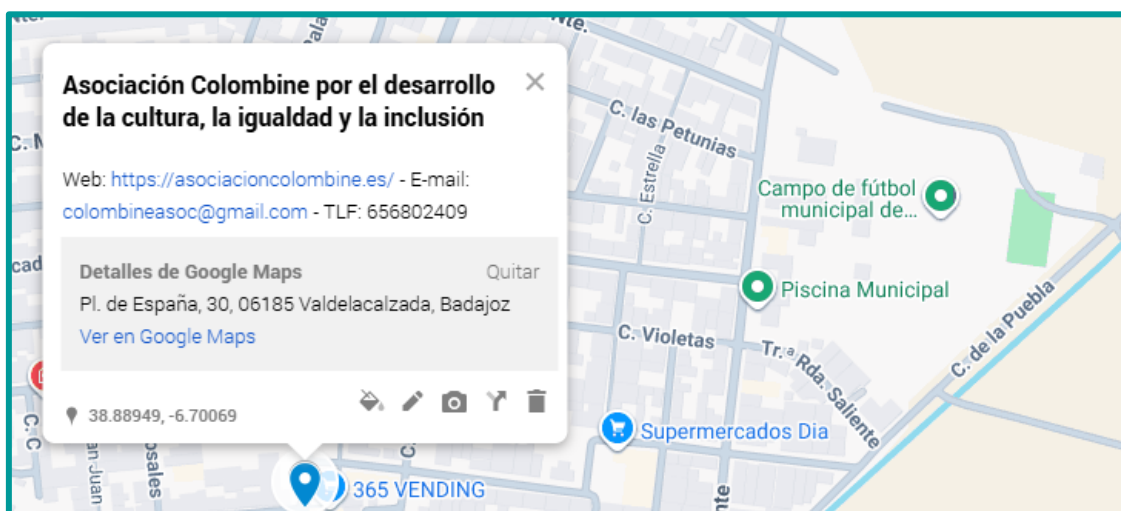 Asociación Colombine por el desarrollo
de la cultura, la igualdad y la inclusión
Web: https://asociacioncolombine.es/ - E-mail:
colombineasoc@gmail.com - TLF: 656802409
Detalles de Google Maps
Quitar
Pl. de España, 30, 06185 Valdelacalzada, Badajoz
Ver en Google Maps
38.88949, -6.70069
C. las Petunias
C. Estrella
Campo de fútbol
municipal de...
Piscina Municipal
C. Violetas
Tr.ª Rda. Saliente
C. de la Puebla
Supermercados Dia
365 VENDING